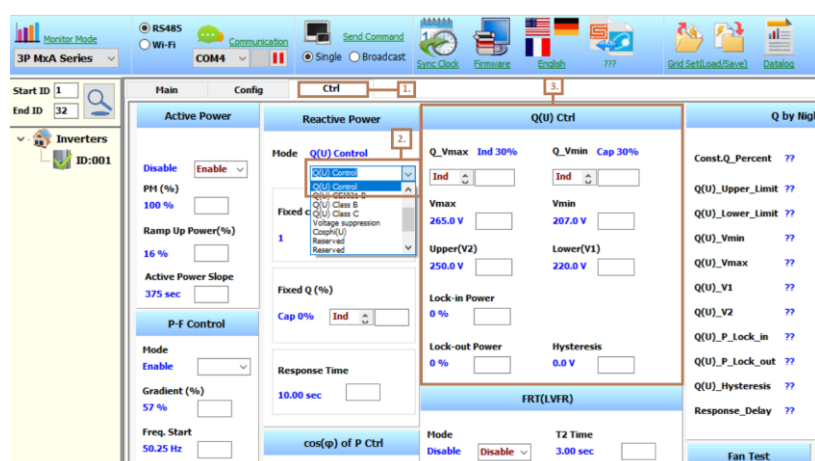 Monitor Mode
3P MxA Series
RS485
Wi-Fi
Communication
COM4
Send Command
Single
Broadcast
Sync Clock
Firmware
English
???
Grid Set(Load/Save)
Datalog
Start ID 1
End ID 32
Inverters
ID:001
Main
Config
Ctrl
1.
Active Power
Disable
Enable
PM (%)
100 %
Ramp Up Power(%)
16 %
Active Power Slope
375 sec
P-F Control
Mode
Enable
Gradient (%)
57 %
Freq. Start
50.25 Hz
Reactive Power
2.
Mode Q(U) Control
Q(U) Control
Q(U) Control
Q(U) Class B
Q(U) Class C
Voltage suppression
Cosphi(U)
Reserved
Reserved
Fixed c
1
Fixed Q (%)
Cap 0%
Ind
Response Time
10.00 sec
cos(φ) of P Ctrl
3.
Q(U) Ctrl
Q_Vmax Ind 30%
Q_Vmin Cap 30%
Ind
Ind
Vmax
Vmin
265.0 V
207.0 V
Upper(V2)
Lower(V1)
250.0 V
220.0 V
Lock-in Power
0 %
Lock-out Power
Hysteresis
0 %
0.0 V
FRT(LVFR)
Mode
T2 Time
Disable
Disable
3.00 sec
Q by Nigh
Const.Q_Percent ??
Q(U)_Upper_Limit ??
Q(U)_Lower_Limit ??
Q(U)_Vmin ??
Q(U)_Vmax ??
Q(U)_V1 ??
Q(U)_V2 ??
Q(U)_P_Lock_in ??
Q(U)_P_Lock_out ??
Q(U)_Hysteresis ??
Response_Delay ??
Fan Test